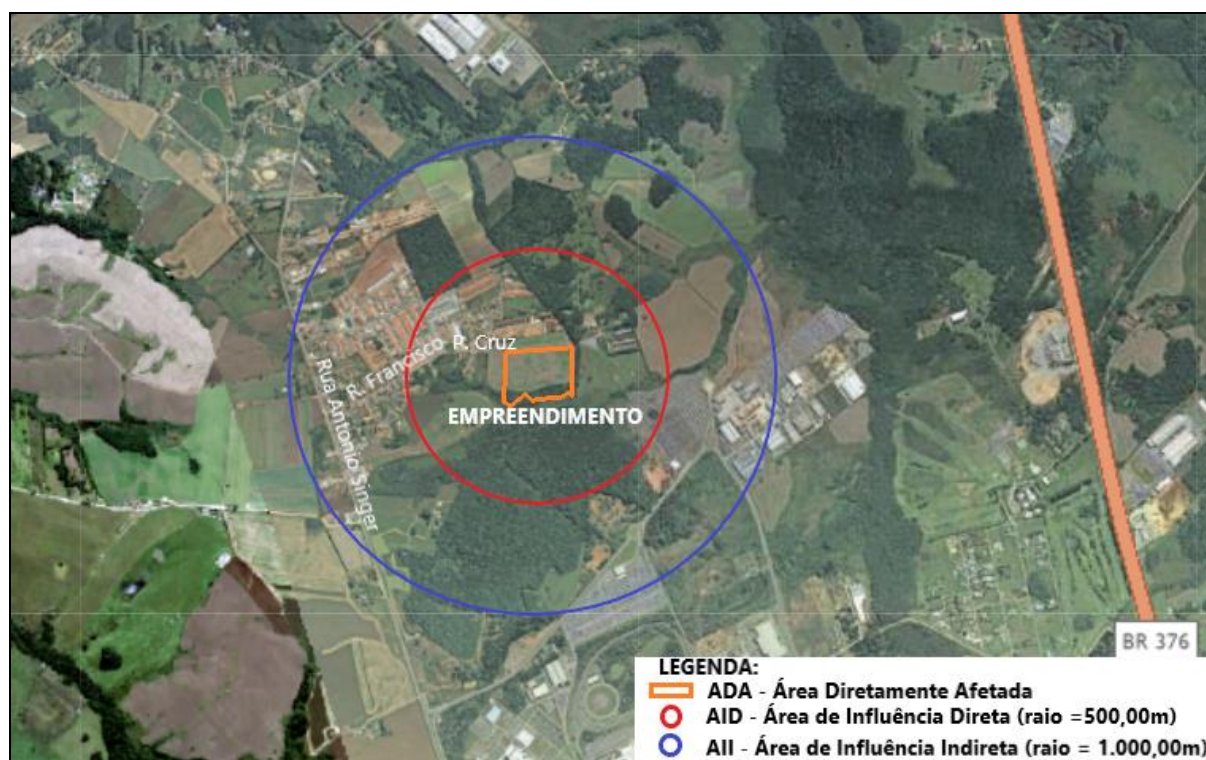 R. Francisco P. Cruz
EMPREENDIMENTO
Rua Antonio Singer
BR 376
LEGENDA:
ADA - Área Diretamente Afetada
AID - Área de Influência Direta (raio =500,00m)
AII - Área de Influência Indireta (raio = 1.000,00m)